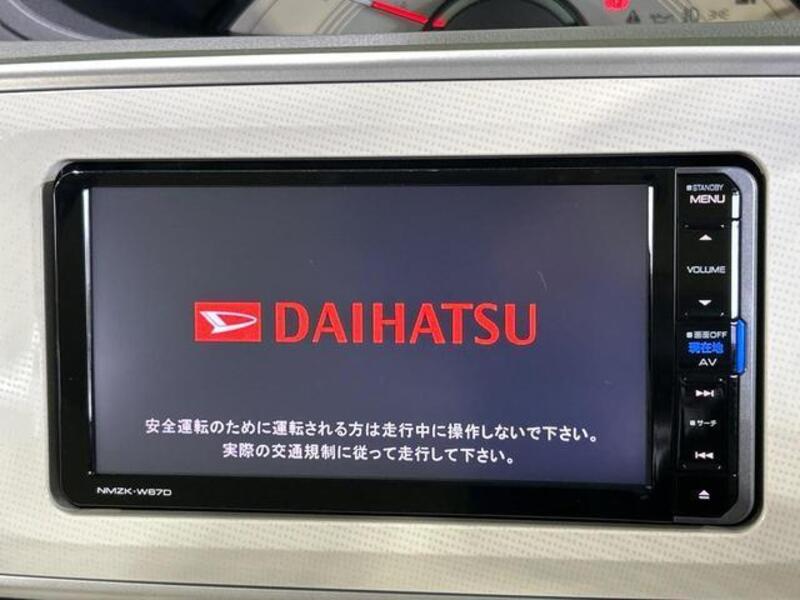 DAIHATSU
安全運転のために運転される方は走行中に操作しないで下さい。
実際の交通規制に従って走行して下さい。
NMZK-W67D
STANDBY
MENU
VOLUME
画面OFF
現在地
AV
サーチ